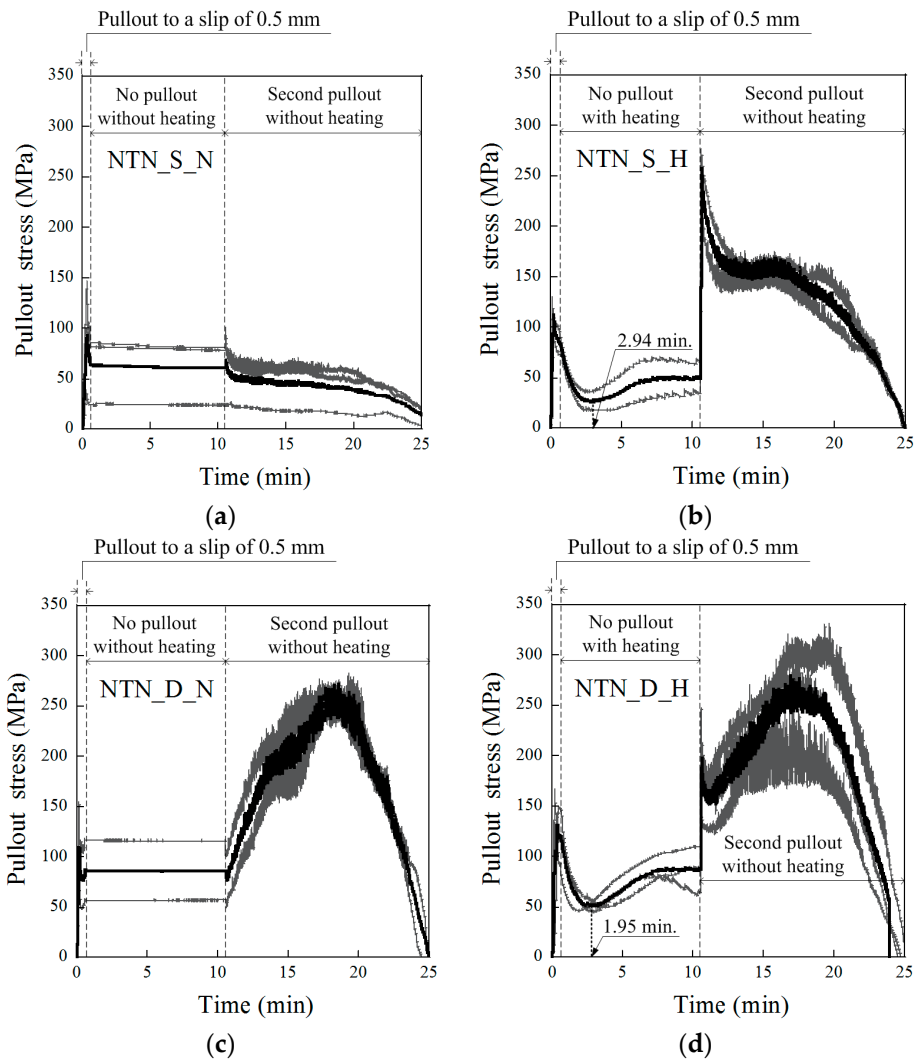 Pullout to a slip of 0.5 mm
Pullout stress (MPa)
350
300
250
200
150
100
50
0
No pullout
without heating
Second pullout
without heating
NTN_S_N
0 5 10 15 20 25
Time (min)
(a)
Pullout to a slip of 0.5 mm
Pullout stress (MPa)
350
300
250
200
150
100
50
0
No pullout
with heating
Second pullout
without heating
NTN_S_H
2.94 min.
0 5 10 15 20 25
Time (min)
(b)
Pullout to a slip of 0.5 mm
Pullout stress (MPa)
350
300
250
200
150
100
50
0
No pullout
without heating
Second pullout
without heating
NTN_D_N
0 5 10 15 20 25
Time (min)
(c)
Pullout to a slip of 0.5 mm
Pullout stress (MPa)
350
300
250
200
150
100
50
0
No pullout
with heating
NTN_D_H
Second pullout
without heating
1.95 min.
0 5 10 15 20 25
Time (min)
(d)